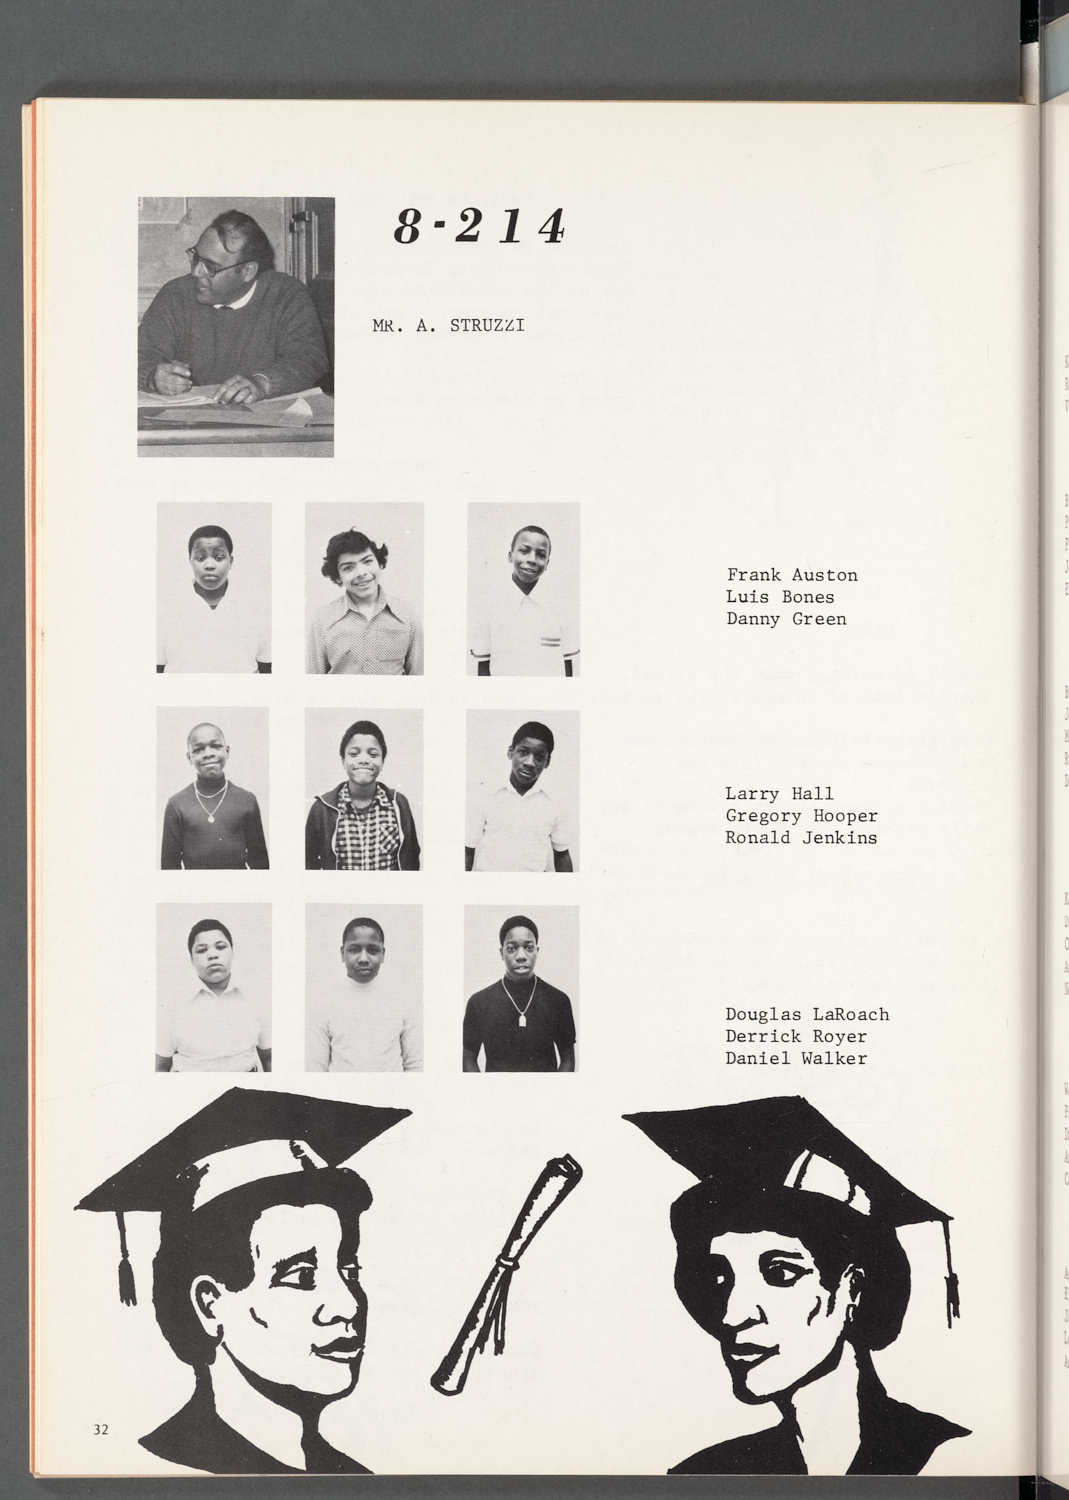 8-214
MR. A. STRUZZI
Frank Auston
Luis Bones
Danny Green
Larry Hall
Gregory Hooper
Ronald Jenkins
Douglas LaRoach
Derrick Royer
Daniel Walker
32